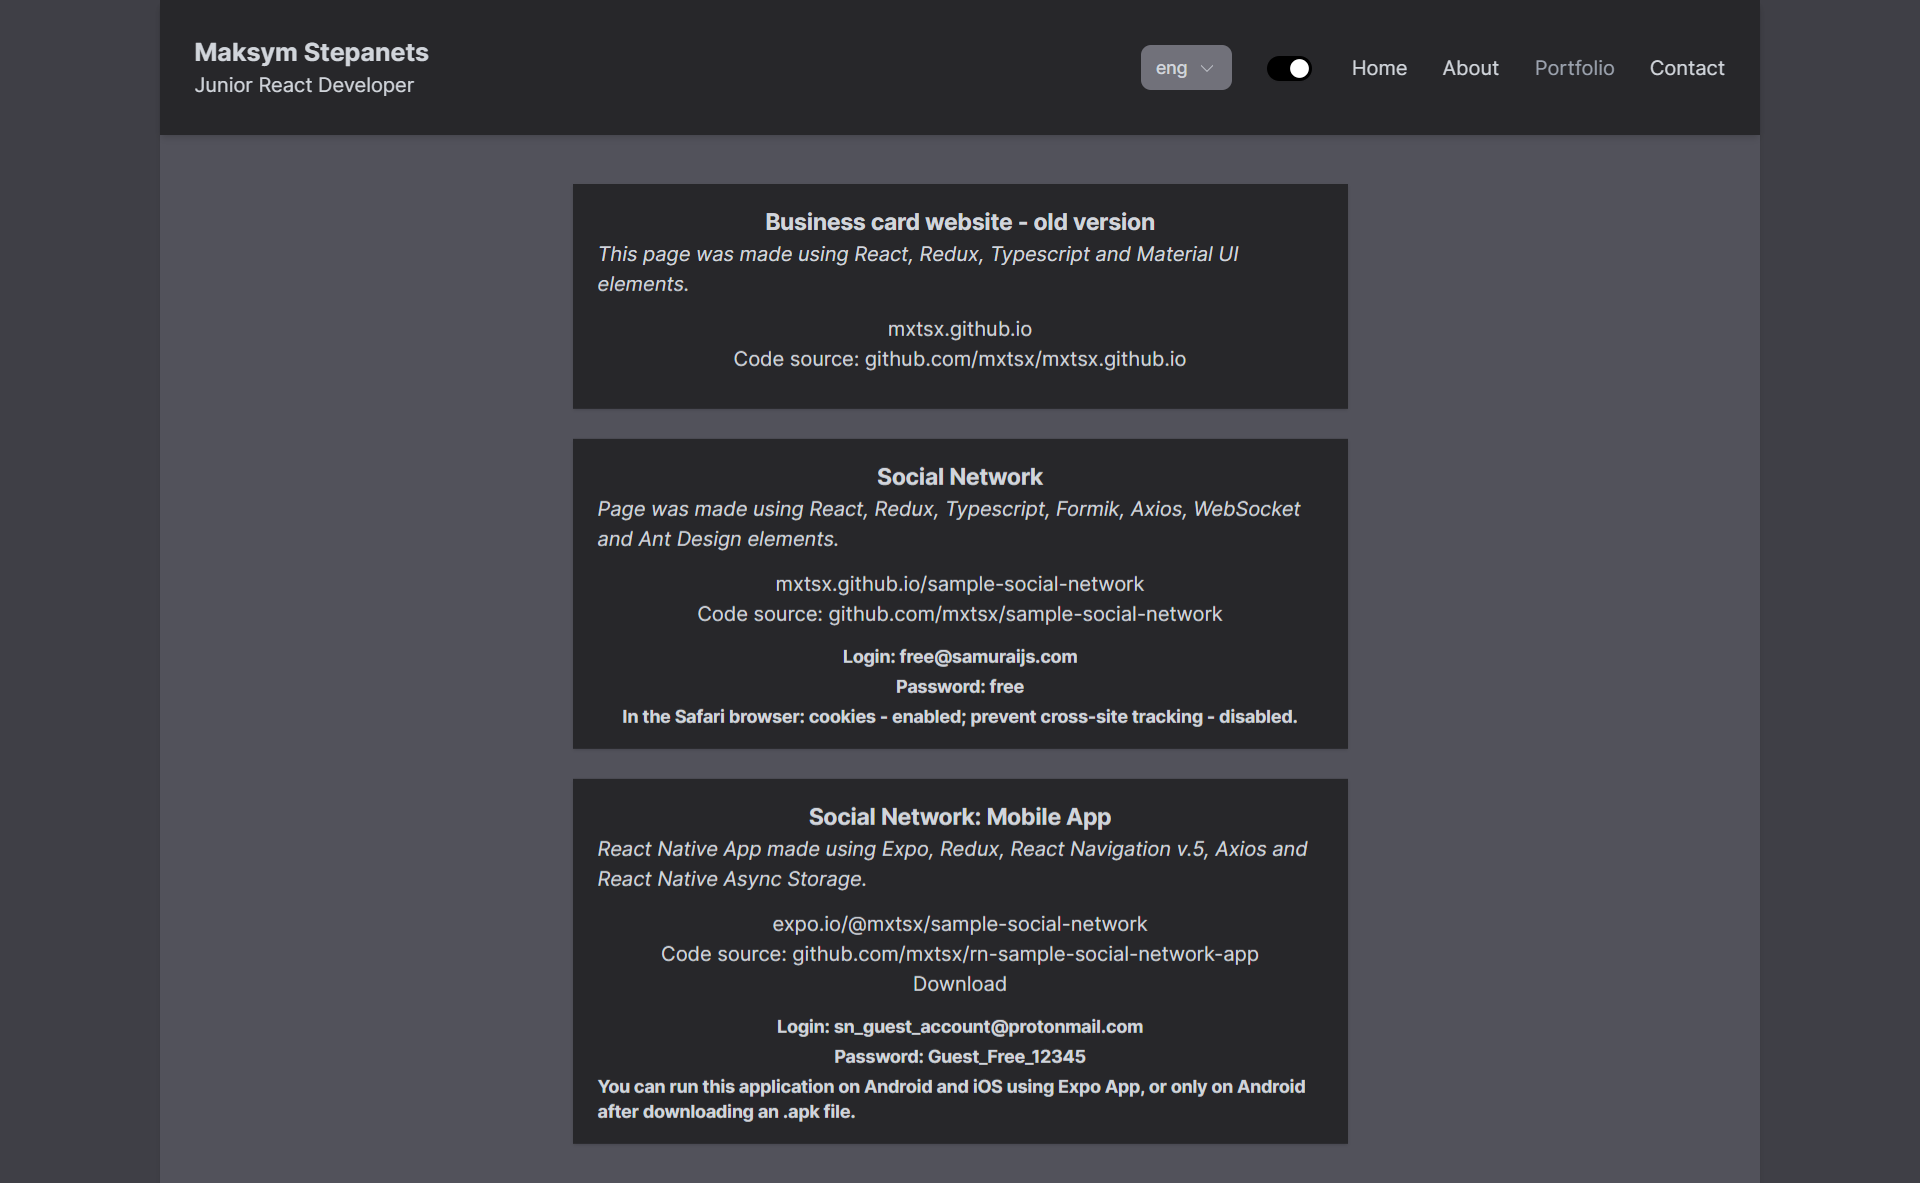 Maksym Stepanets
Junior React Developer
eng
Home
About
Portfolio
Contact
Business card website - old version
This page was made using React, Redux, Typescript and Material UI
elements.
mxtsx.github.io
Code source: github.com/mxtsx/mxtsx.github.io
Social Network
Page was made using React, Redux, Typescript, Formik, Axios, WebSocket
and Ant Design elements.
mxtsx.github.io/sample-social-network
Code source: github.com/mxtsx/sample-social-network
Login: free@samuraijs.com
Password: free
In the Safari browser: cookies - enabled; prevent cross-site tracking - disabled.
Social Network: Mobile App
React Native App made using Expo, Redux, React Navigation v.5, Axios and
React Native Async Storage.
expo.io/@mxtsx/sample-social-network
Code source: github.com/mxtsx/rn-sample-social-network-app
Download
Login: sn_guest_account@protonmail.com
Password: Guest_Free_12345
You can run this application on Android and iOS using Expo App, or only on Android
after downloading an .apk file.